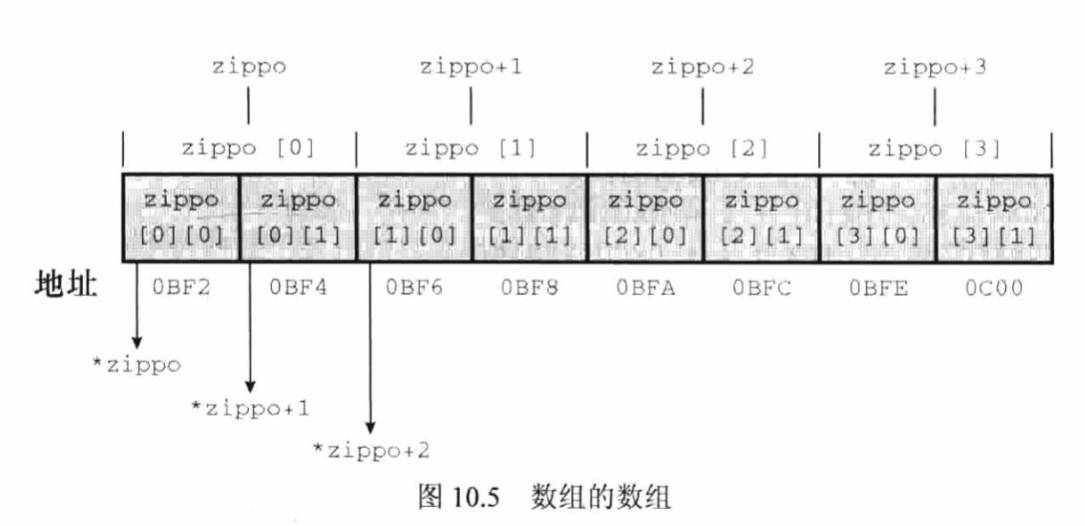 zippo zippo+1 zippo+2 zippo+3
zippo [0] zippo [1] zippo [2] zippo [3]
zippo zippo zippo zippo zippo zippo zippo zippo
[0][0] [0][1] [1][0] [1][1] [2][0] [2][1] [3][0] [3][1]
地址 0BF2 0BF4 0BF6 0BF8 0BFA 0BFC 0BFE 0C00
*zippo
*zippo+1
*zippo+2
图 10.5 数组的数组